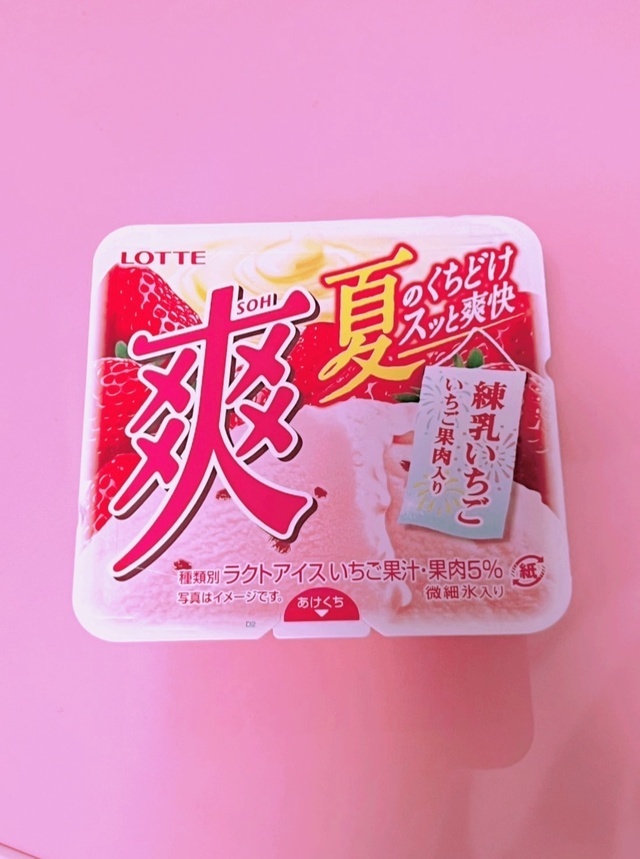 LOTTE
SOH
爽
夏
のくちどけ
スッと爽快
練乳いちご
いちご果肉入り
種類別 ラクトアイス いちご果汁・果肉5%
写真はイメージです。
微細氷入り
紙
あけくち
D2